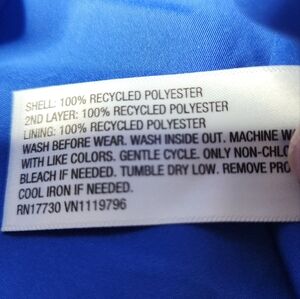 SHELL: 100% RECYCLED POLYESTER
2ND LAYER: 100% RECYCLED POLYESTER
LINING: 100% RECYCLED POLYESTER
WASH BEFORE WEAR. WASH INSIDE OUT. MACHINE W
WITH LIKE COLORS. GENTLE CYCLE. ONLY NON-CHLO
BLEACH IF NEEDED. TUMBLE DRY LOW. REMOVE PRO
COOL IRON IF NEEDED.
RN17730 VN1119796